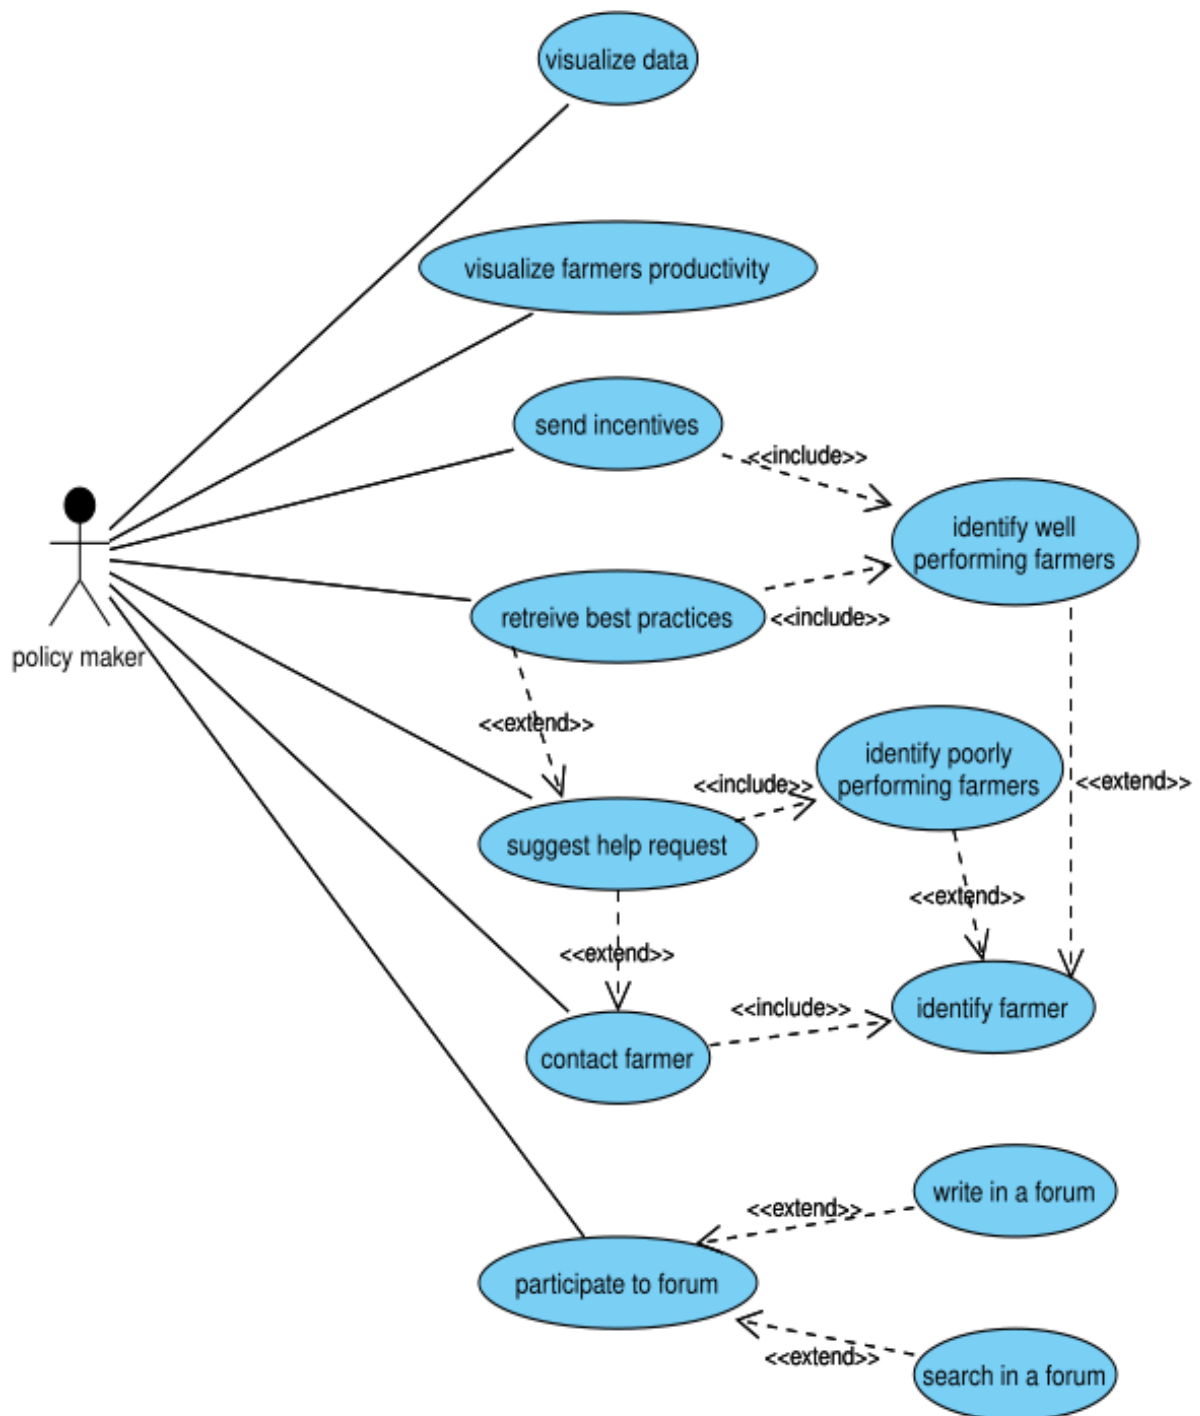 visualize data
visualize farmers productivity
send incentives
<<include>>
identify well
performing farmers
retreive best practices
<<include>>
policy maker
<<extend>>
identify poorly
performing farmers
<<include>>
<<extend>>
suggest help request
<<extend>>
<<extend>>
identify farmer
<<include>>
contact farmer
write in a forum
<<extend>>
participate to forum
<<extend>>
search in a forum